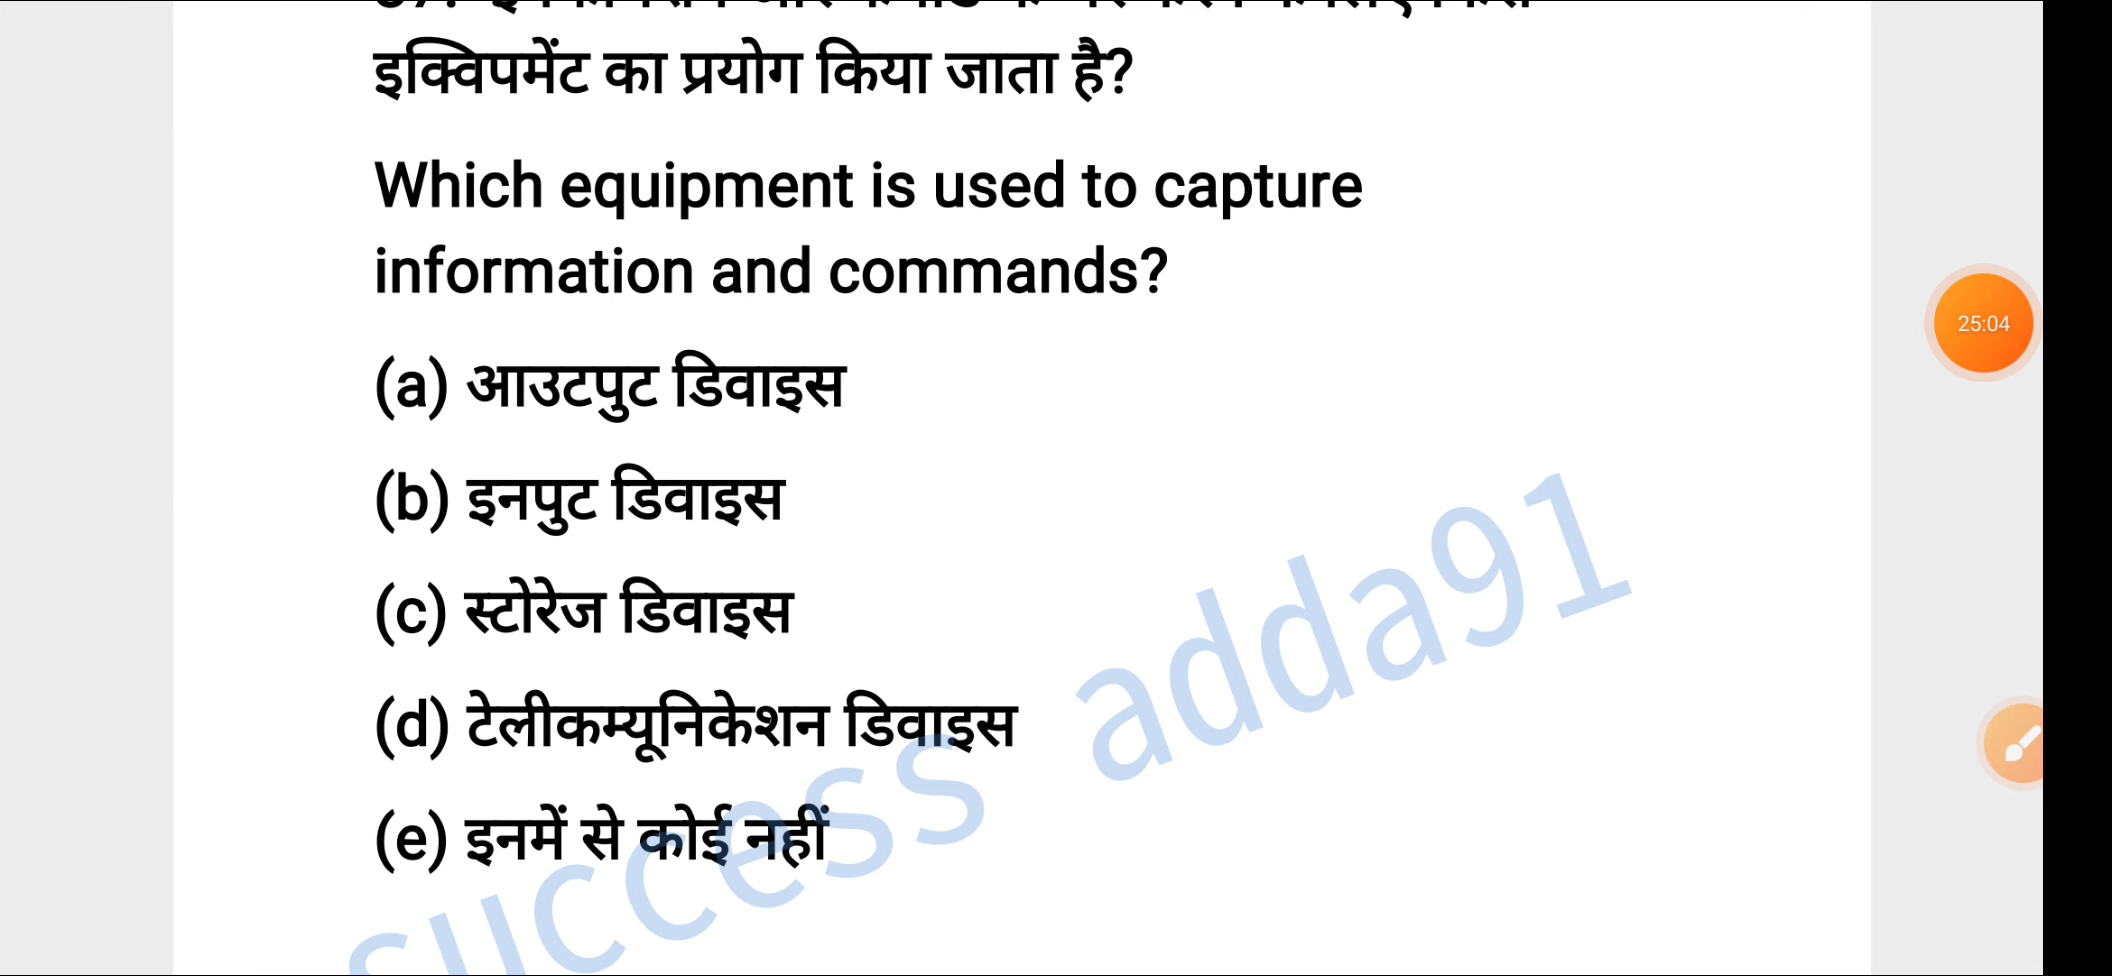 इक्विपमेंट का प्रयोग किया जाता है?
Which equipment is used to capture
information and commands?
(a) आउटपुट डिवाइस
(b) इनपुट डिवाइस
(c) स्टोरेज डिवाइस
(d) टेलीकम्यूनिकेशन डिवाइस
(e) इनमें से कोई नहीं
success adda91
25:04